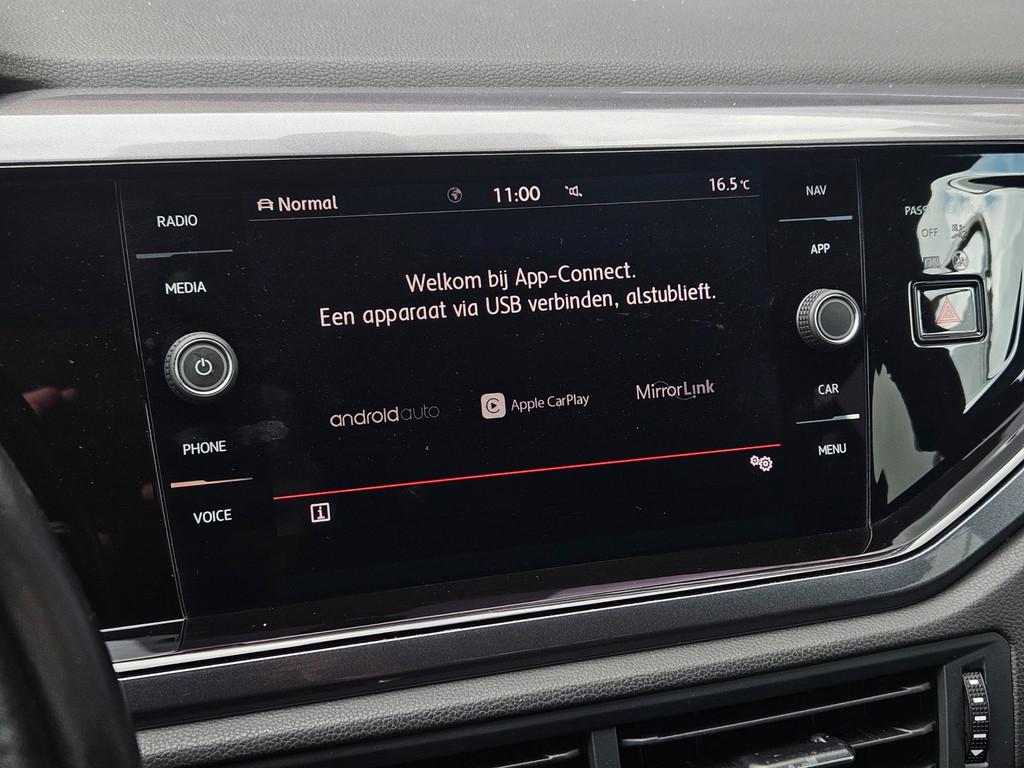 Normal
11:00
16.5°C
RADIO
MEDIA
PHONE
VOICE
Welkom bij App-Connect.
Een apparaat via USB verbinden, alstublieft.
androidauto
Apple CarPlay
MirrorLink
i
NAV
APP
CAR
MENU
OFF